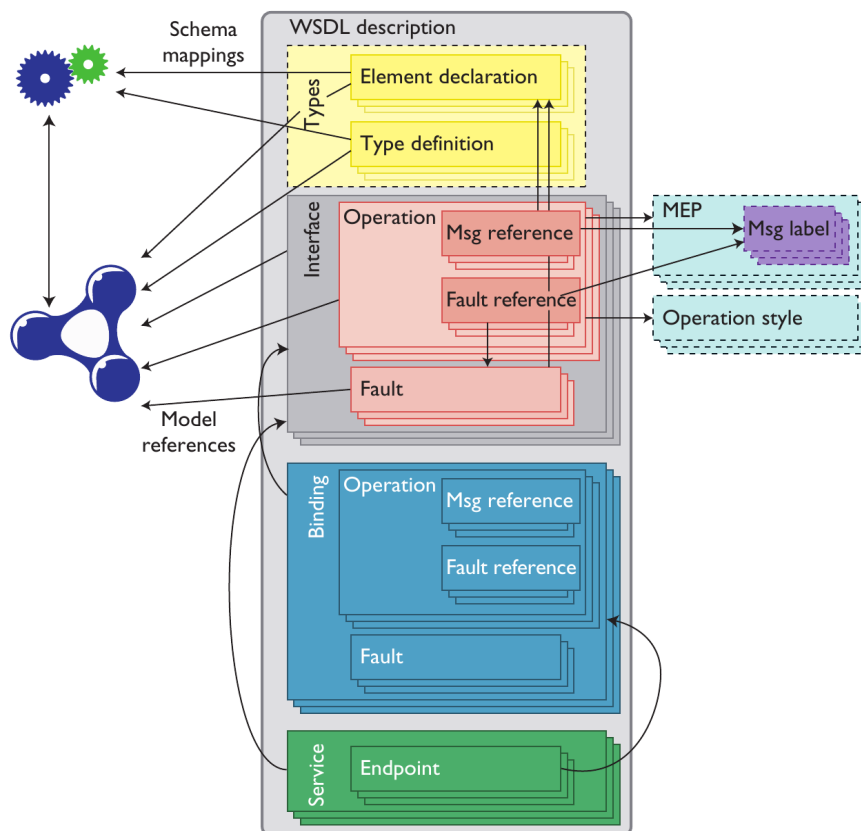 WSDL description
Schema
mappings
Types
Element declaration
Type definition
Interface
Operation
Msg reference
Fault reference
Fault
MEP
Msg label
Operation style
Model
references
Binding
Operation
Msg reference
Fault reference
Fault
Service
Endpoint